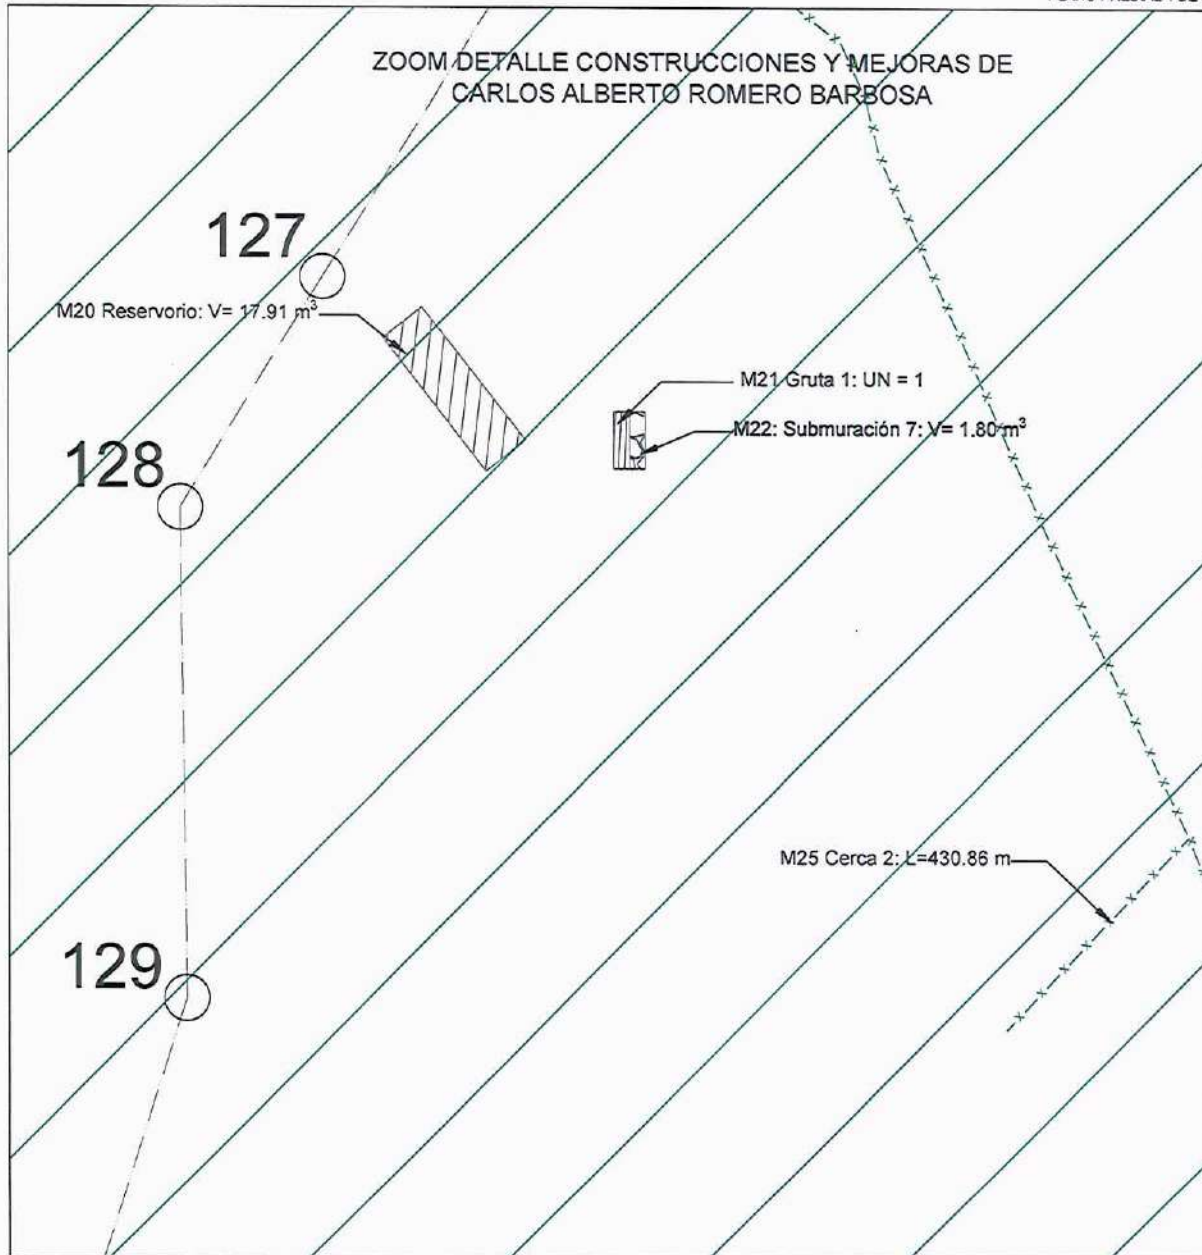 ZOOM DETALLE CONSTRUCCIONES Y MEJORAS DE
CARLOS ALBERTO ROMERO BARBOSA
127
M20 Reservorio: V= 17.91 m³
M21 Gruta 1: UN = 1
M22: Submuración 7: V= 1.80 m³
128
M25 Cerca 2: L=430.86 m
129